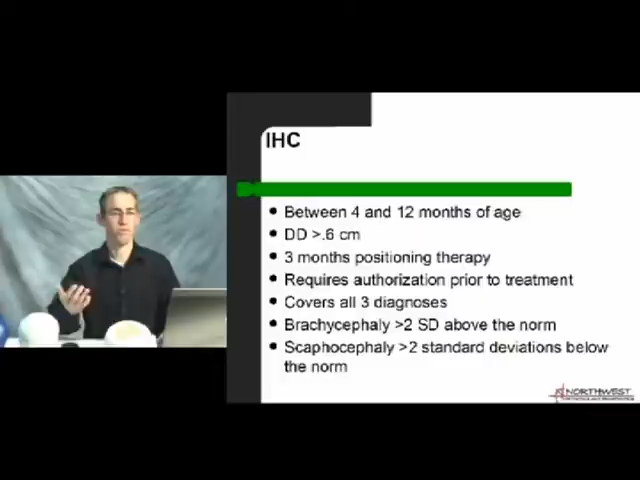 IHC
Between 4 and 12 months of age
DD >.6 cm
3 months positioning therapy
Requires authorization prior to treatment
Covers all 3 diagnoses
Brachycephaly >2 SD above the norm
Scaphocephaly >2 standard deviations below
the norm
NORTHWEST